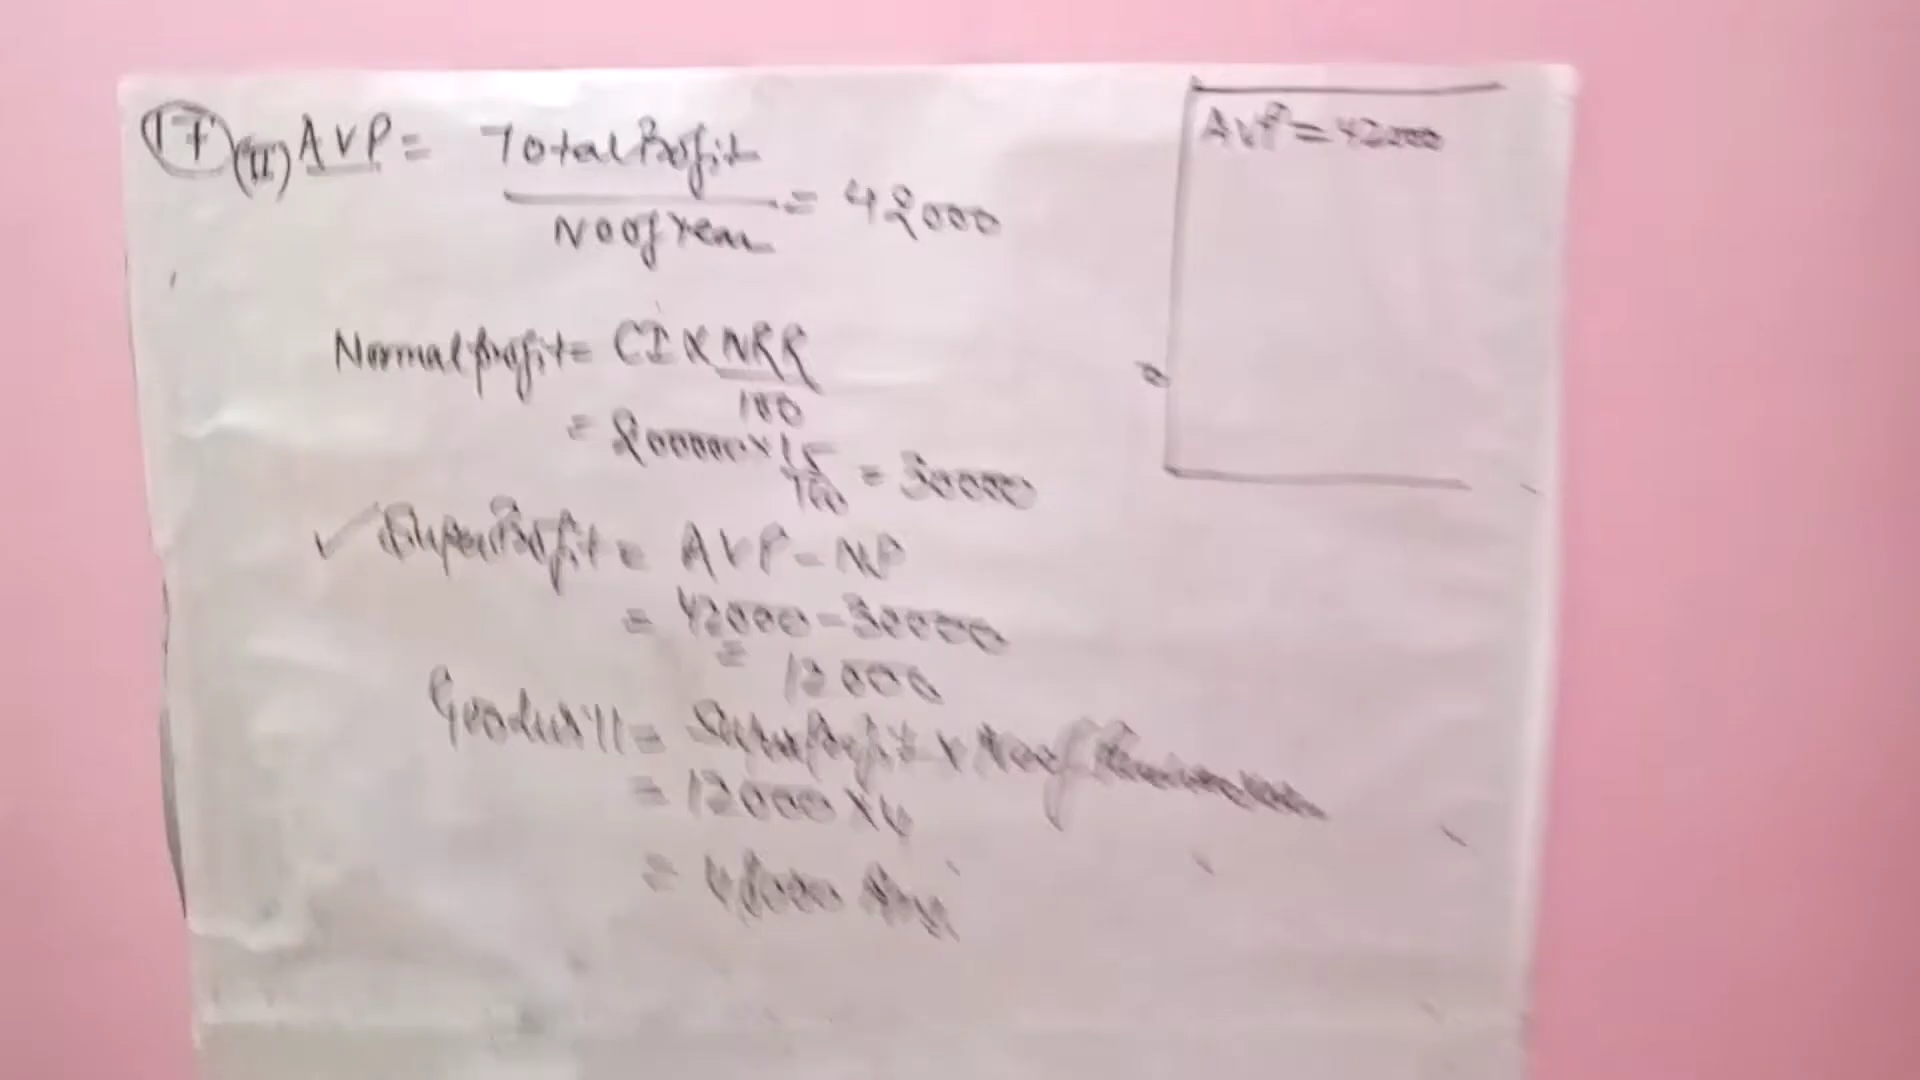 17 (II) AVP = Total Profit
No of Year = 42000
Normal profit = CI x NRR
100
= 200000 x 15
100 = 30000
✓ Super Profit = AVP - NP
= 42000 - 30000
= 12000
Goodwill = Super Profit x No of
= 12000 x 4
= 48000 Ans
AVP = 42000